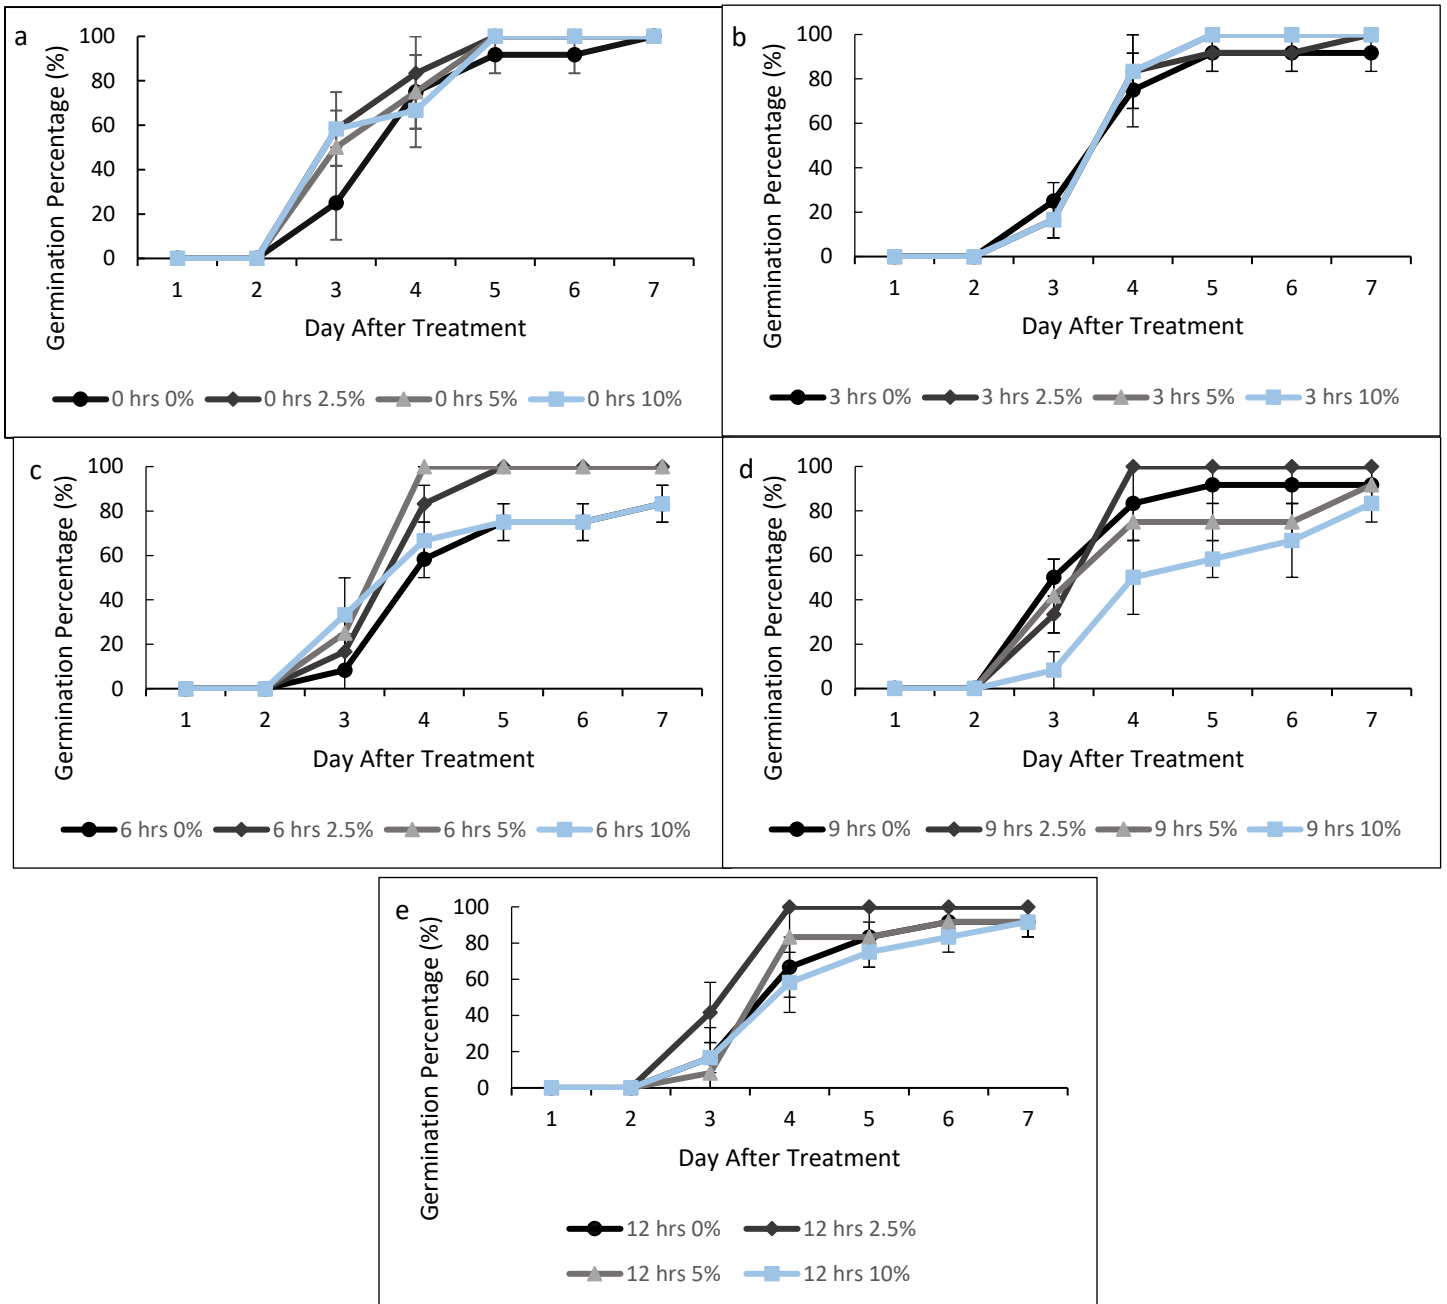 a
Germination Percentage (%)
100
80
60
40
20
0
1 2 3 4 5 6 7
Day After Treatment
0 hrs 0% 0 hrs 2.5% 0 hrs 5% 0 hrs 10%
b
Germination Percentage (%)
100
80
60
40
20
0
1 2 3 4 5 6 7
Day After Treatment
3 hrs 0% 3 hrs 2.5% 3 hrs 5% 3 hrs 10%
c
Germination Percentage (%)
100
80
60
40
20
0
1 2 3 4 5 6 7
Day After Treatment
6 hrs 0% 6 hrs 2.5% 6 hrs 5% 6 hrs 10%
d
Germination Percentage (%)
100
80
60
40
20
0
1 2 3 4 5 6 7
Day After Treatment
9 hrs 0% 9 hrs 2.5% 9 hrs 5% 9 hrs 10%
e
Germination Percentage (%)
100
80
60
40
20
0
1 2 3 4 5 6 7
Day After Treatment
12 hrs 0% 12 hrs 2.5%
12 hrs 5% 12 hrs 10%